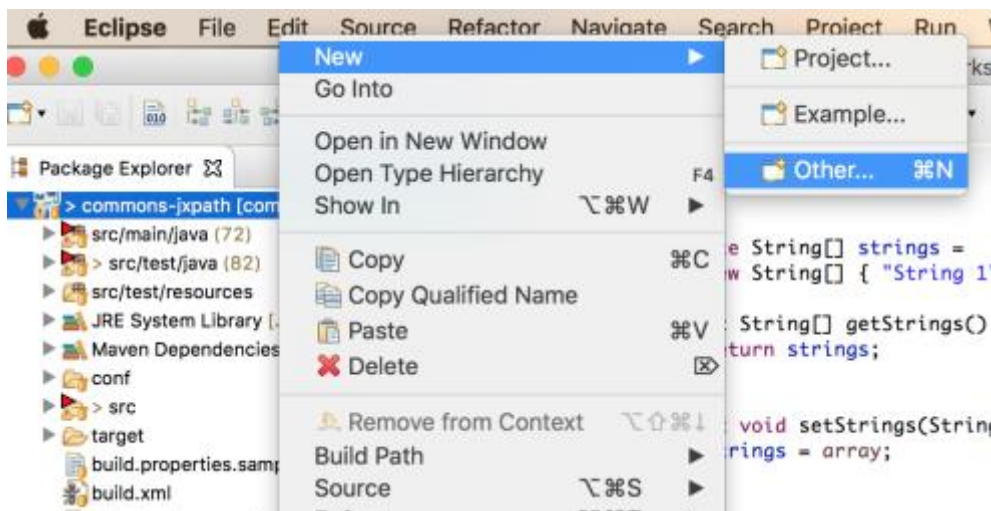 Eclipse File Edit Source Refactor Navigate Search Project Run
New
Project...
Go Into
Example...
Open in New Window
Package Explorer
Open Type Hierarchy F4
Other... ⌘N
> commons-jxpath [com
Show In ⌥⌘W
src/main/java (72)
> src/test/java (82)
Copy ⌘C
String[] strings =
src/test/resources
Copy Qualified Name
String[] { "String 1"
JRE System Library [
Paste ⌘V
String[] getStrings()
Maven Dependencies
Delete ⌦
strings;
conf
> src
Remove from Context ⌥⇧⌘↓
void setStrings(String
target
Build Path
= array;
build.properties.samp
build.xml
Source ⌥⌘S